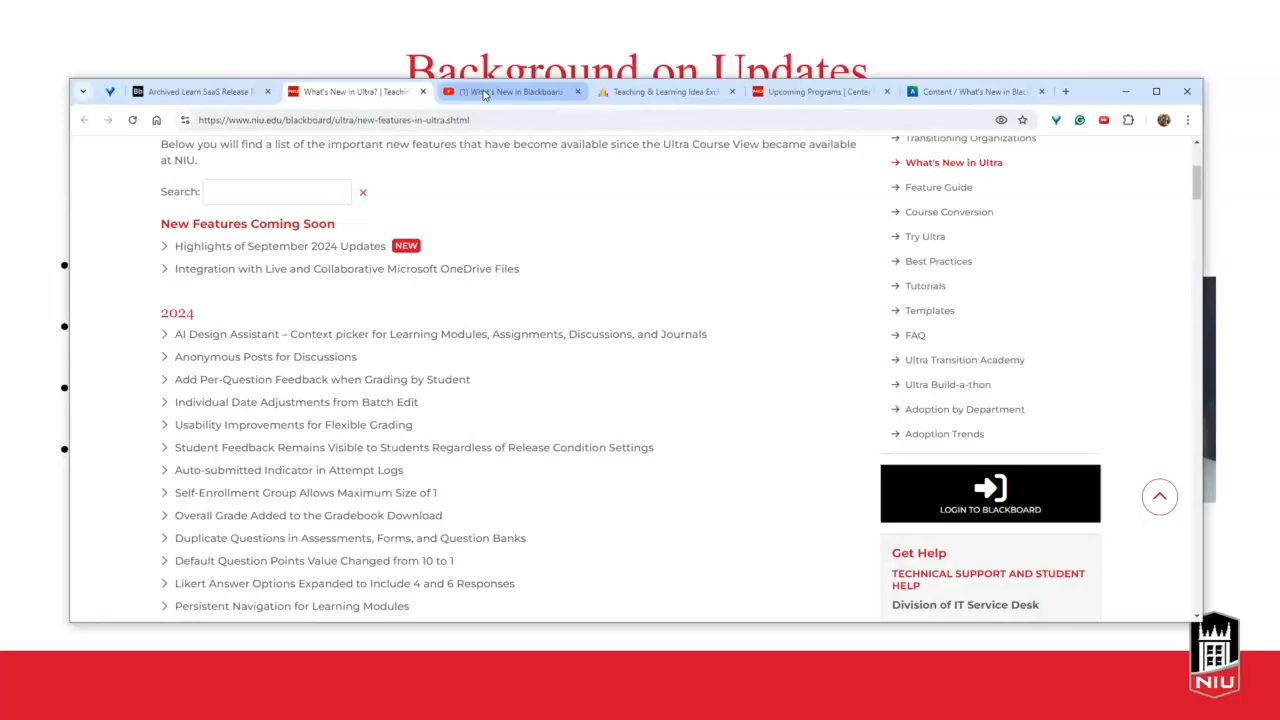 Background on Updates
Archived Learn SaaS Release N
What's New in Ultra? | Teachin
(1) What's New in Blackboard
Teaching & Learning Idea Exch
Upcoming Programs | Center f
Content / What's New in Black
https://www.niu.edu/blackboard/ultra/new-features-in-ultra.shtml
Below you will find a list of the important new features that have become available since the Ultra Course View became available
at NIU.
Search:
New Features Coming Soon
Highlights of September 2024 Updates NEW
Integration with Live and Collaborative Microsoft OneDrive Files
2024
AI Design Assistant – Context picker for Learning Modules, Assignments, Discussions, and Journals
Anonymous Posts for Discussions
Add Per-Question Feedback when Grading by Student
Individual Date Adjustments from Batch Edit
Usability Improvements for Flexible Grading
Student Feedback Remains Visible to Students Regardless of Release Condition Settings
Auto-submitted Indicator in Attempt Logs
Self-Enrollment Group Allows Maximum Size of 1
Overall Grade Added to the Gradebook Download
Duplicate Questions in Assessments, Forms, and Question Banks
Default Question Points Value Changed from 10 to 1
Likert Answer Options Expanded to Include 4 and 6 Responses
Persistent Navigation for Learning Modules
Transitioning Organizations
What's New in Ultra
Feature Guide
Course Conversion
Try Ultra
Best Practices
Tutorials
Templates
FAQ
Ultra Transition Academy
Ultra Build-a-thon
Adoption by Department
Adoption Trends
LOGIN TO BLACKBOARD
Get Help
TECHNICAL SUPPORT AND STUDENT
HELP
Division of IT Service Desk
NIU